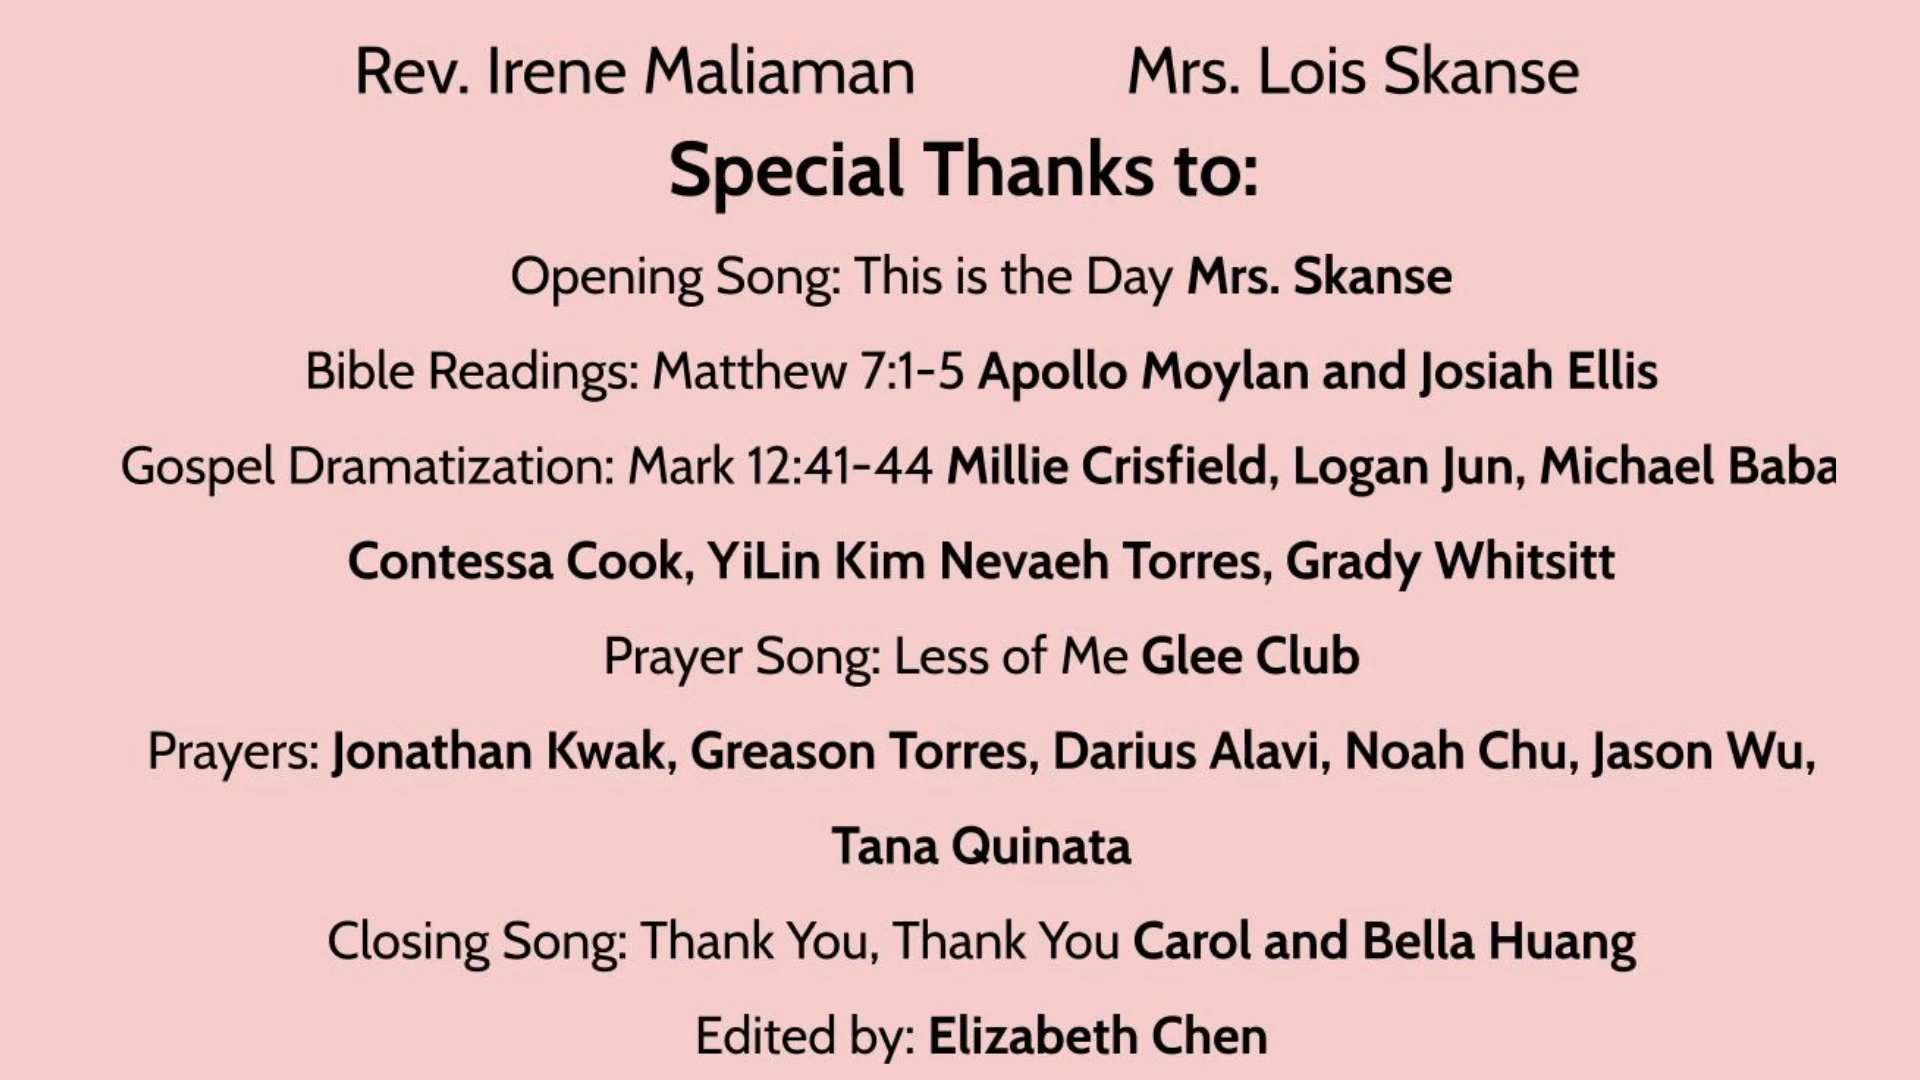 Rev. Irene Maliaman Mrs. Lois Skanse
Special Thanks to:
Opening Song: This is the Day Mrs. Skanse
Bible Readings: Matthew 7:1-5 Apollo Moylan and Josiah Ellis
Gospel Dramatization: Mark 12:41-44 Millie Crisfield, Logan Jun, Michael Baba
Contessa Cook, YiLin Kim Nevaeh Torres, Grady Whitsitt
Prayer Song: Less of Me Glee Club
Prayers: Jonathan Kwak, Greason Torres, Darius Alavi, Noah Chu, Jason Wu,
Tana Quinata
Closing Song: Thank You, Thank You Carol and Bella Huang
Edited by: Elizabeth Chen